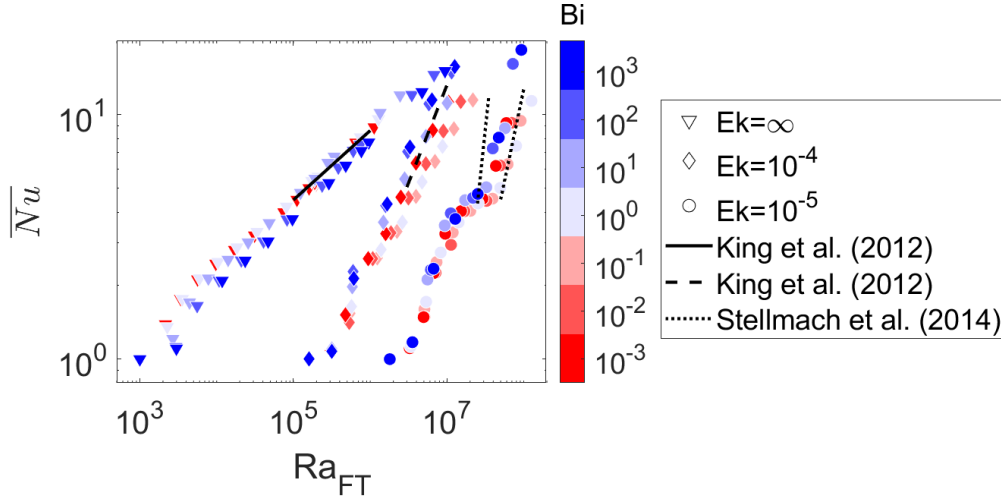 Bi
10^3
10^2
10^1
10^0
10^-1
10^-2
10^-3
10^1
10^0
Nu
10^3
10^5
10^7
Ra_FT
Ek=∞
Ek=10^-4
Ek=10^-5
King et al. (2012)
King et al. (2012)
Stellmach et al. (2014)